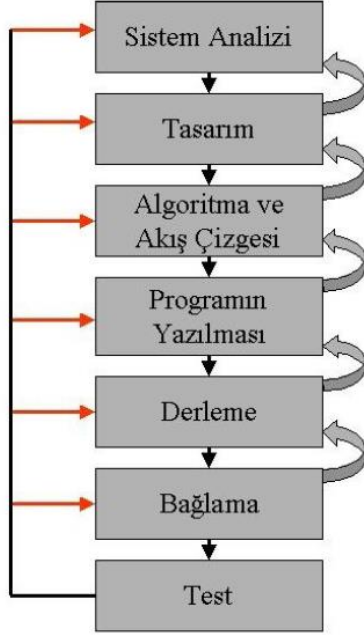 Sistem Analizi
Tasarım
Algoritma ve
Akış Çizgesi
Programın
Yazılması
Derleme
Bağlama
Test